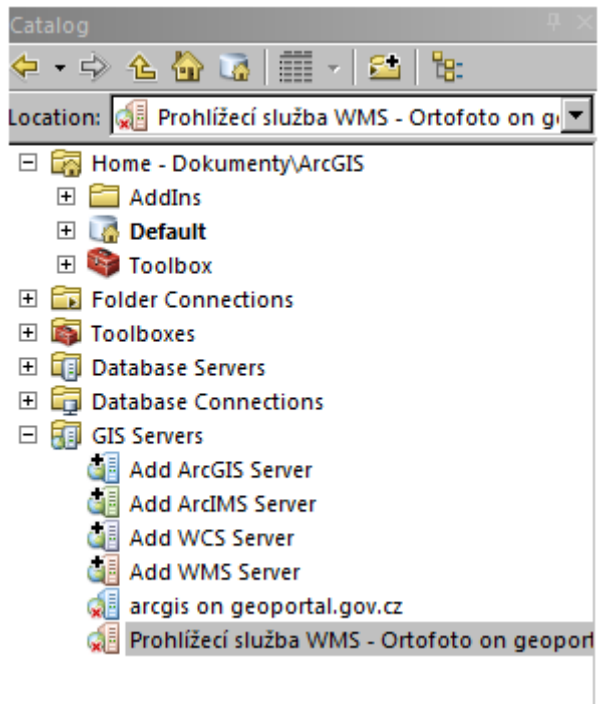 Catalog
Location: Prohlížecí služba WMS - Ortofoto on g
Home - Dokumenty\ArcGIS
AddIns
Default
Toolbox
Folder Connections
Toolboxes
Database Servers
Database Connections
GIS Servers
Add ArcGIS Server
Add ArcIMS Server
Add WCS Server
Add WMS Server
arcgis on geoportal.gov.cz
Prohlížecí služba WMS - Ortofoto on geoport